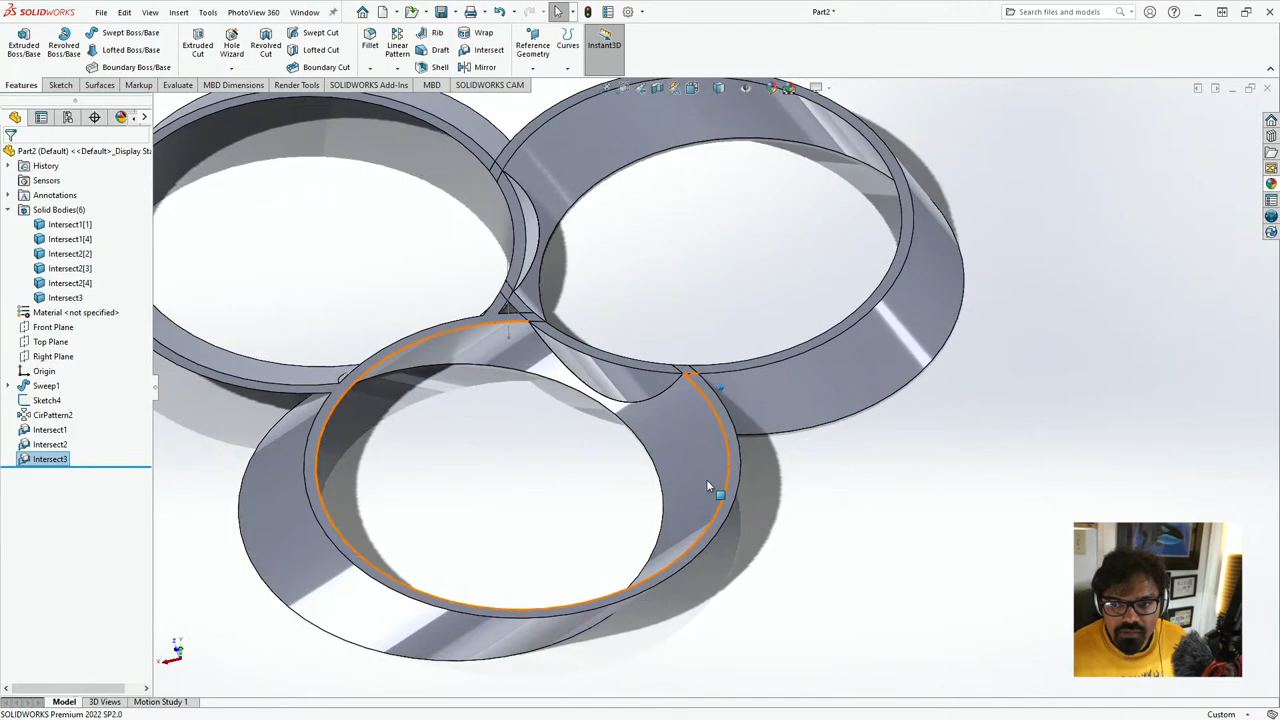 SOLIDWORKS File Edit View Insert Tools PhotoView 360 Window Part2 * Search files and models
Extruded Boss/Base Revolved Boss/Base Swept Boss/Base Lofted Boss/Base Boundary Boss/Base Extruded Cut Hole Wizard Revolved Cut Swept Cut Lofted Cut Boundary Cut Fillet Linear Pattern Rib Draft Shell Wrap Intersect Mirror Reference Geometry Curves Instant3D
Features Sketch Surfaces Markup Evaluate MBD Dimensions Render Tools SOLIDWORKS Add-Ins MBD SOLIDWORKS CAM
Part2 (Default) <<Default>_Display Sta
History
Sensors
Annotations
Solid Bodies(6)
Intersect1[1]
Intersect1[4]
Intersect2[2]
Intersect2[3]
Intersect2[4]
Intersect3
Material <not specified>
Front Plane
Top Plane
Right Plane
Origin
Sweep1
Sketch4
CirPattern2
Intersect1
Intersect2
Intersect3
Model 3D Views Motion Study 1
SOLIDWORKS Premium 2022 SP2.0 Custom